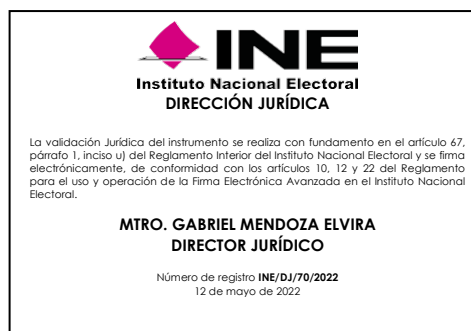 INE
Instituto Nacional Electoral
DIRECCIÓN JURÍDICA
La validación Jurídica del instrumento se realiza con fundamento en el artículo 67,
párrafo 1, inciso u) del Reglamento Interior del Instituto Nacional Electoral y se firma
electrónicamente, de conformidad con los artículos 10, 12 y 22 del Reglamento
para el uso y operación de la Firma Electrónica Avanzada en el Instituto Nacional
Electoral.
MTRO. GABRIEL MENDOZA ELVIRA
DIRECTOR JURÍDICO
Número de registro INE/DJ/70/2022
12 de mayo de 2022